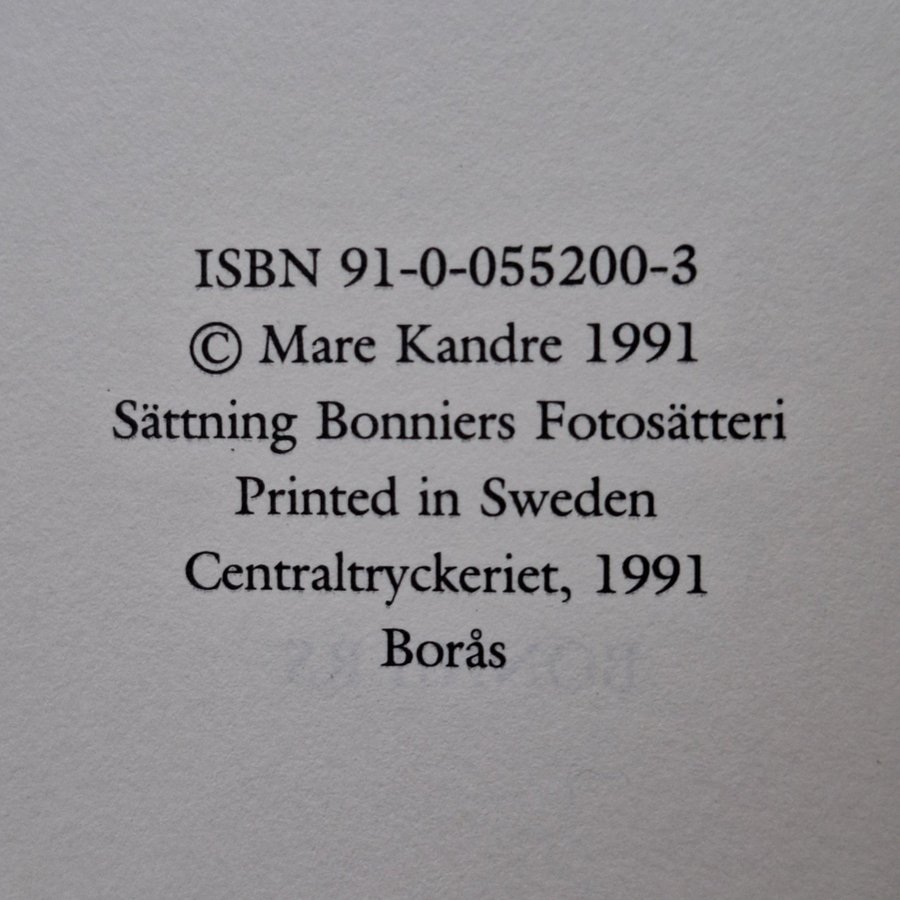 ISBN 91-0-055200-3
© Mare Kandre 1991
Sättning Bonniers Fotosätteri
Printed in Sweden
Centraltryckeriet, 1991
Borås